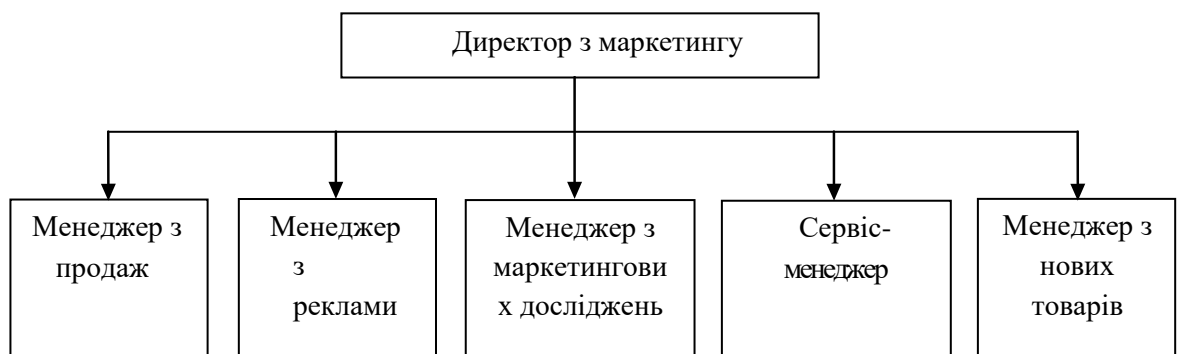 Директор з маркетингу
Менеджер з
продаж
Менеджер
з
реклами
Менеджер з
маркетингови
х досліджень
Сервіс-
менеджер
Менеджер з
нових
товарів